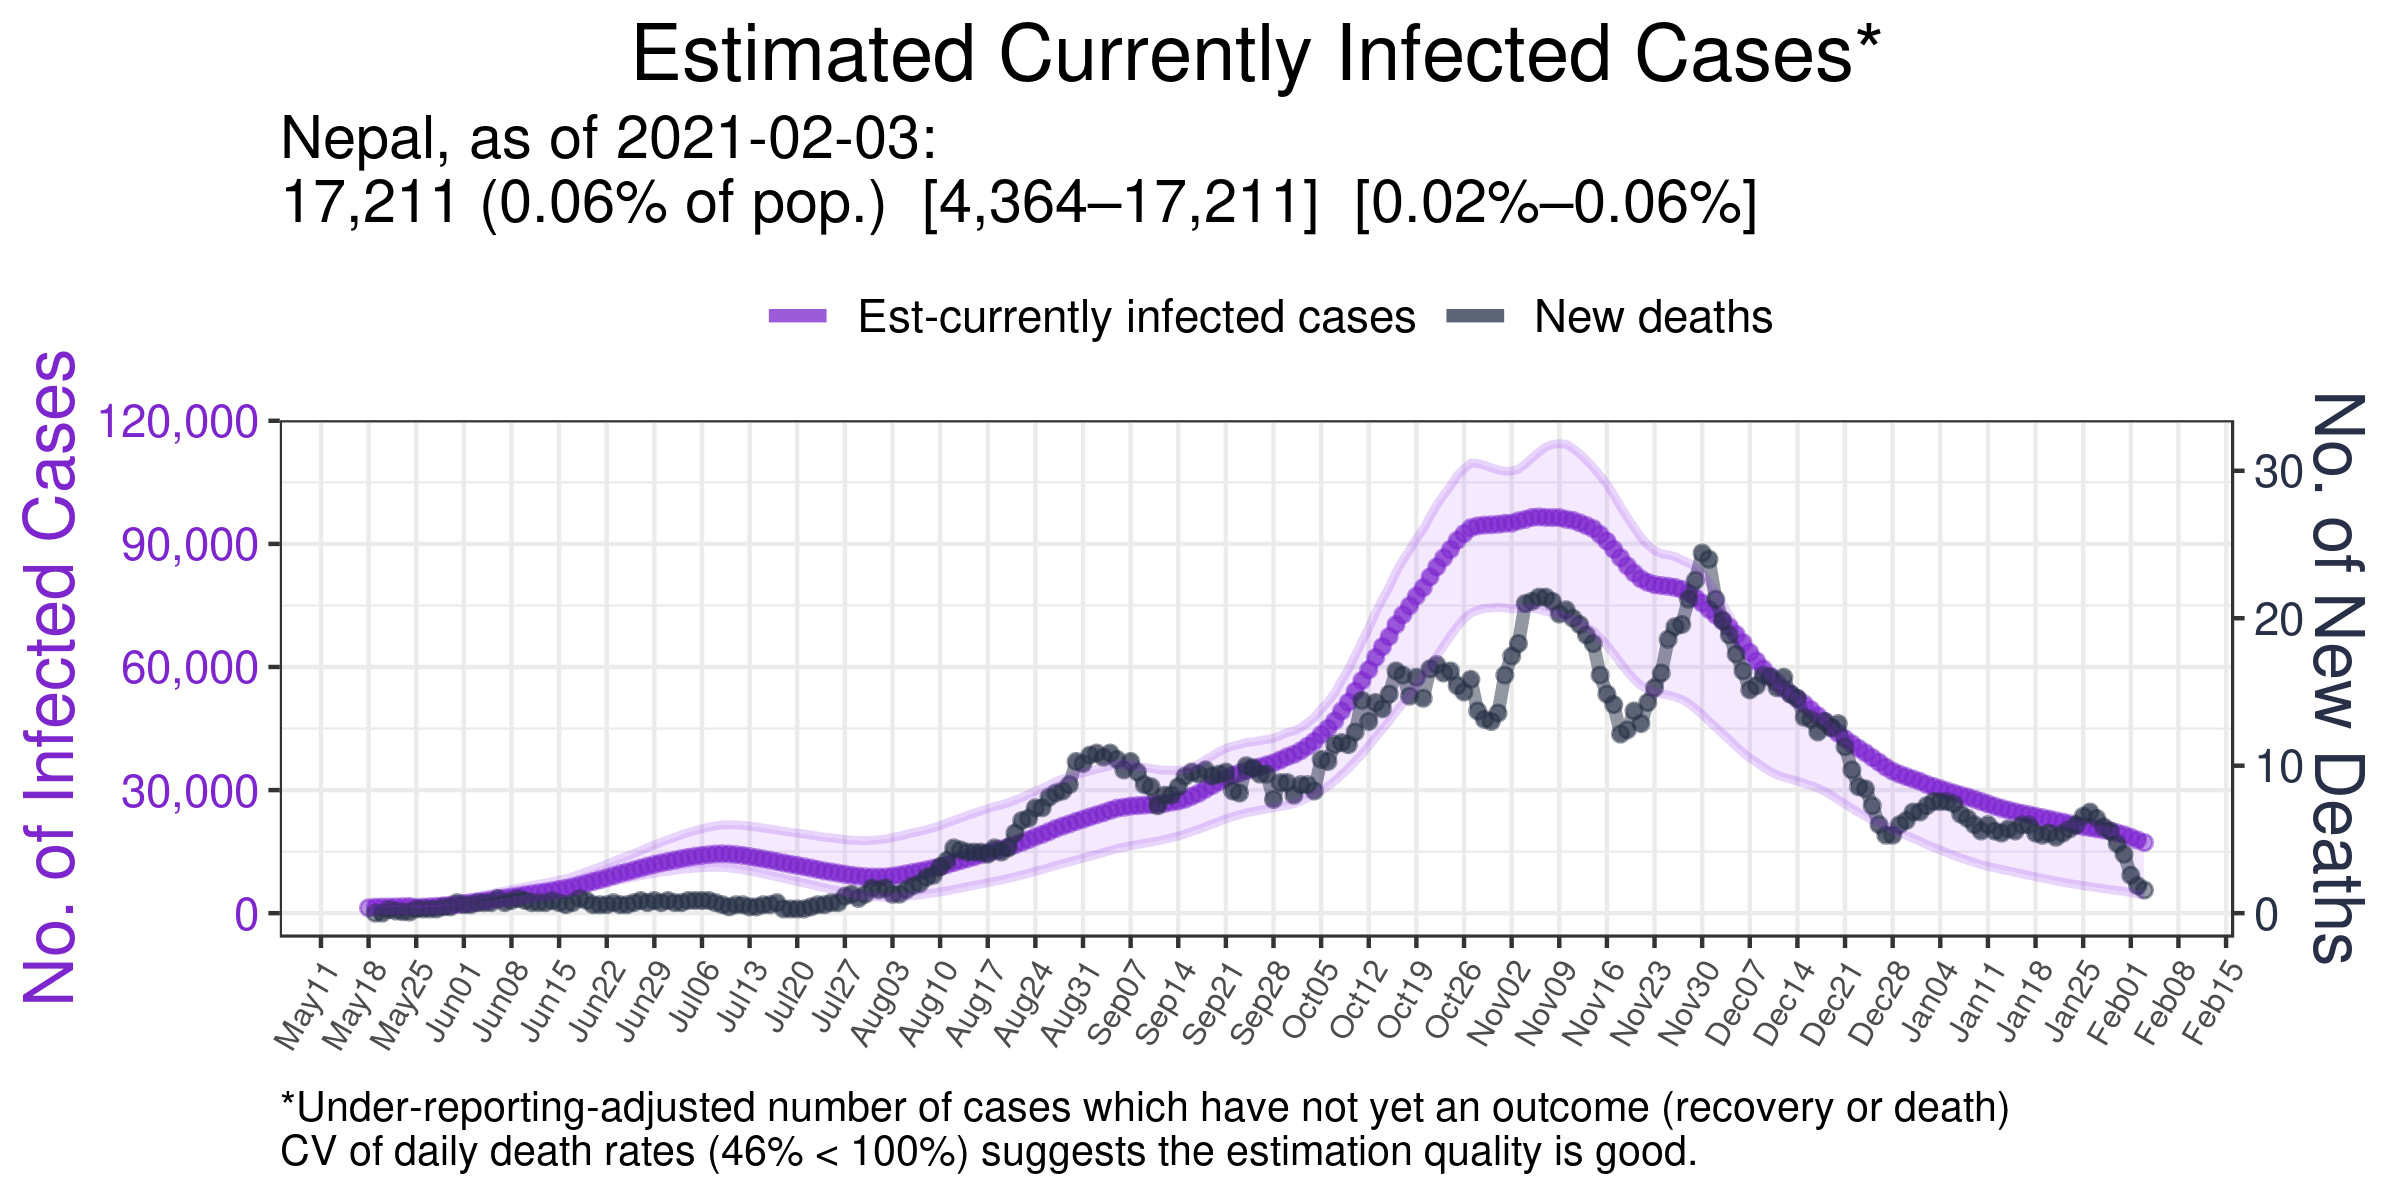 Estimated Currently Infected Cases*
Nepal, as of 2021-02-03:
17,211 (0.06% of pop.) [4,364–17,211] [0.02%–0.06%]
Est-currently infected cases New deaths
No. of Infected Cases
120,000
90,000
60,000
30,000
0
30
20
10
0
No. of New Deaths
May11 May18 May25 Jun01 Jun08 Jun15 Jun22 Jun29 Jul06 Jul13 Jul20 Jul27 Aug03 Aug10 Aug17 Aug24 Aug31 Sep07 Sep14 Sep21 Sep28 Oct05 Oct12 Oct19 Oct26 Nov02 Nov09 Nov16 Nov23 Nov30 Dec07 Dec14 Dec21 Dec28 Jan04 Jan11 Jan18 Jan25 Feb01 Feb08 Feb15
*Under-reporting-adjusted number of cases which have not yet an outcome (recovery or death)
CV of daily death rates (46% < 100%) suggests the estimation quality is good.